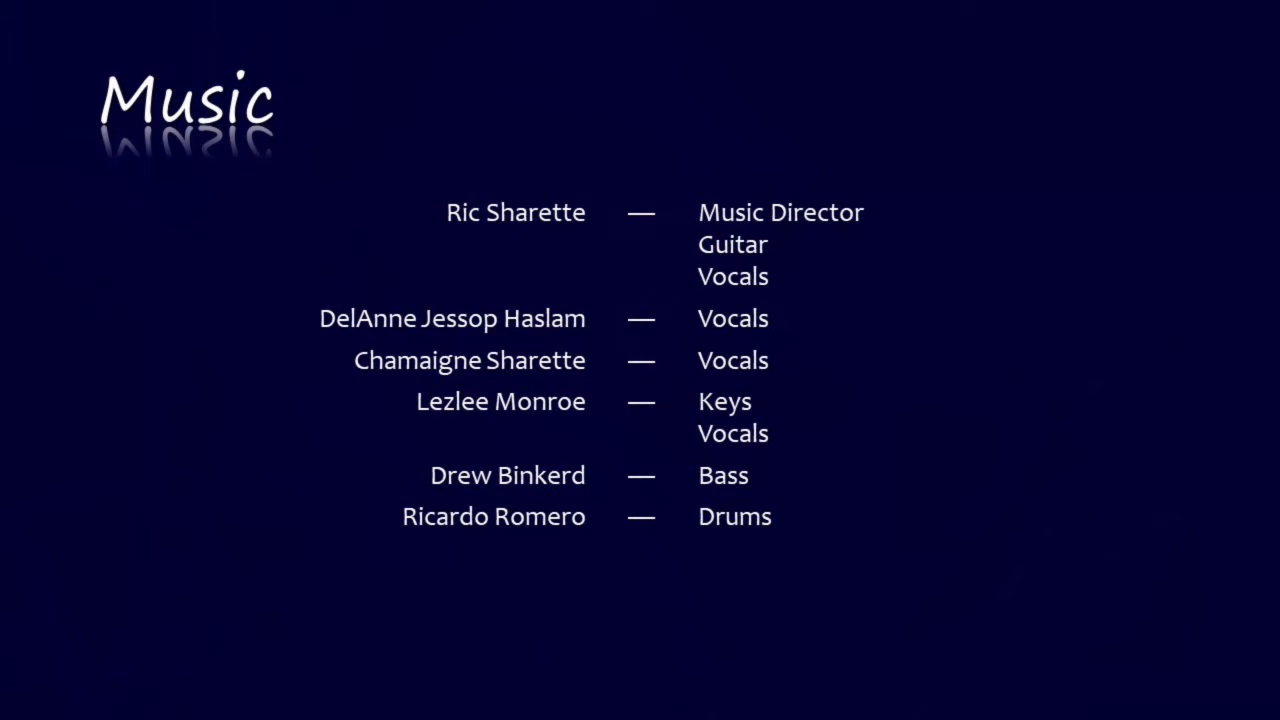 Music
Ric Sharette — Music Director
Guitar
Vocals
DelAnne Jessop Haslam — Vocals
Chamaigne Sharette — Vocals
Lezlee Monroe — Keys
Vocals
Drew Binkerd — Bass
Ricardo Romero — Drums